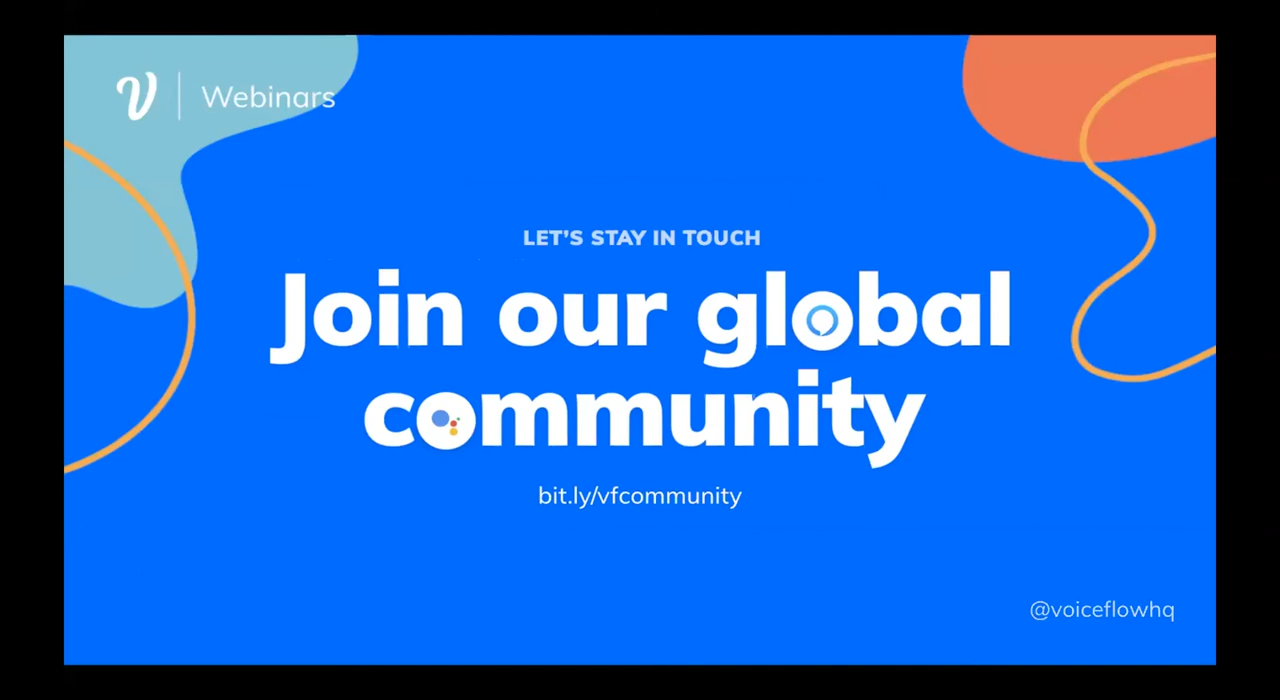 V | Webinars
LET'S STAY IN TOUCH
Join our global
community
bit.ly/vfcommunity
@voiceflowhq